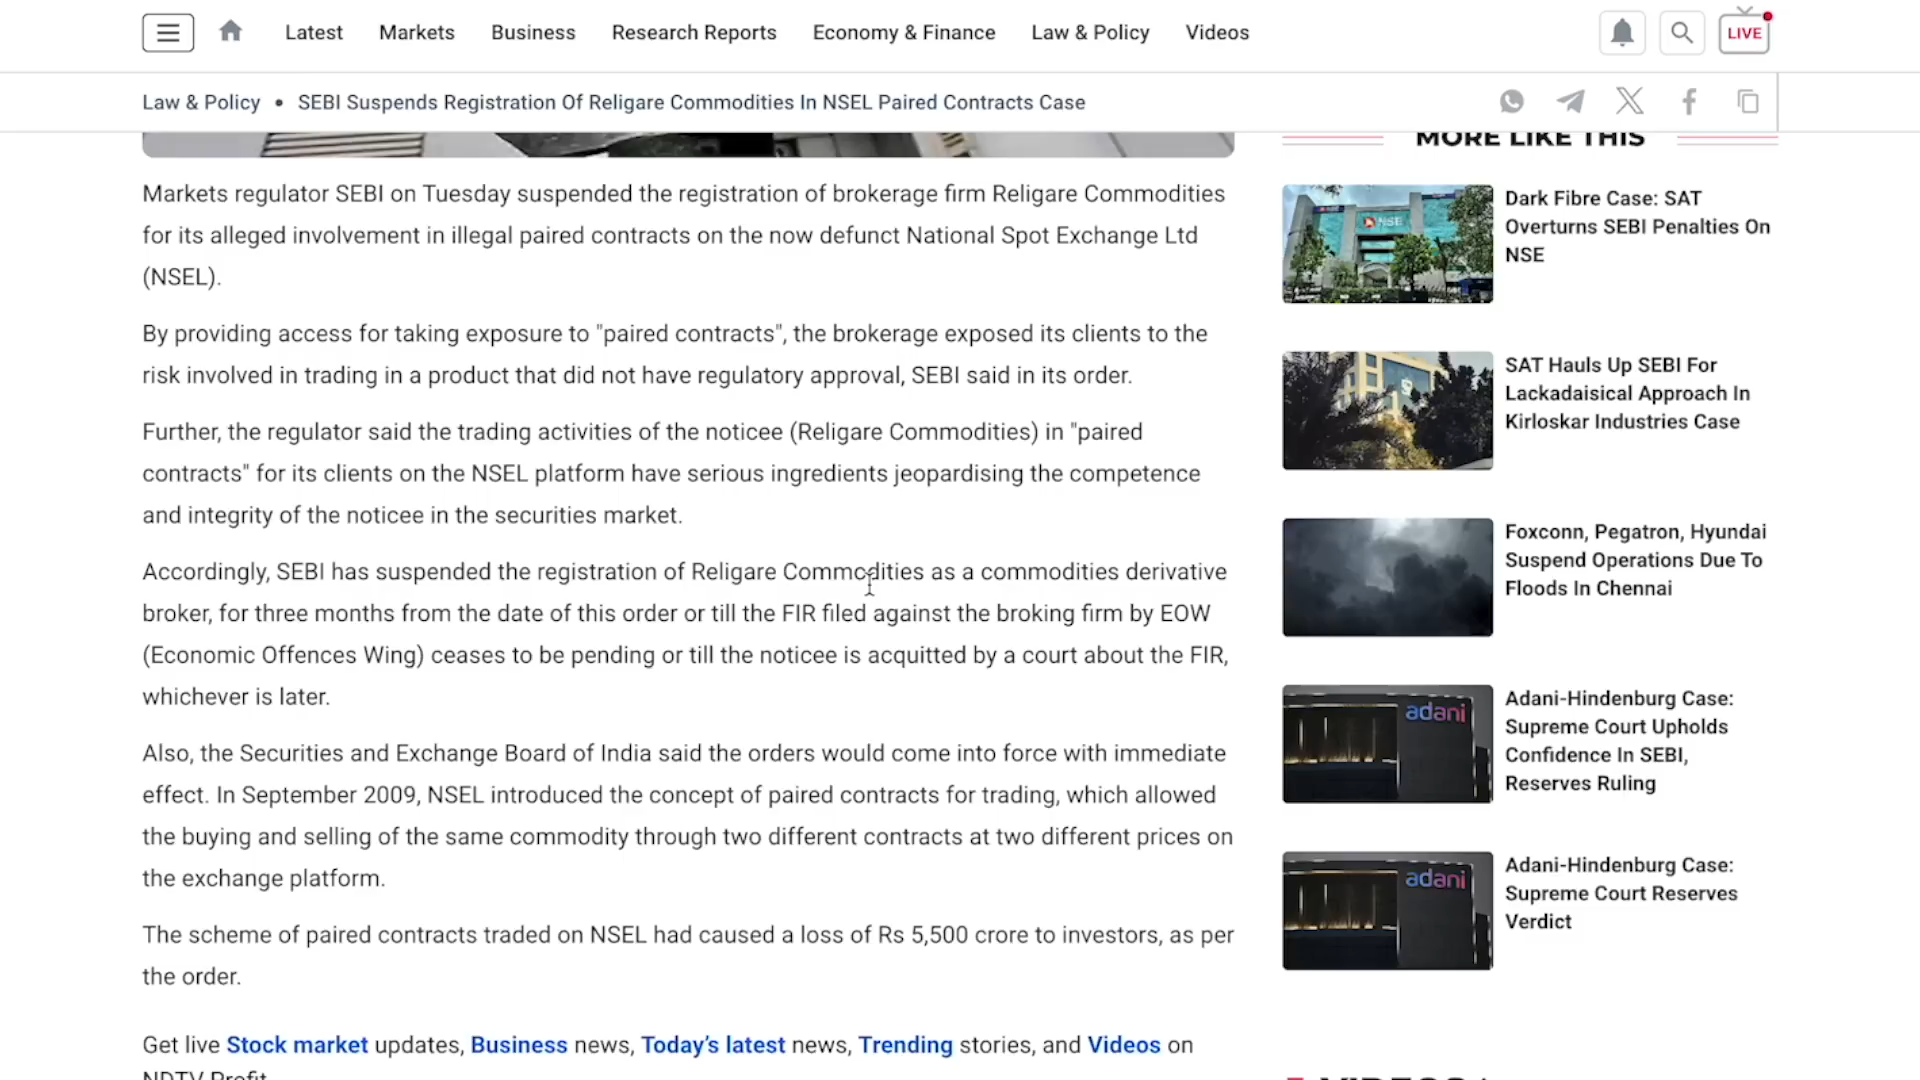 Latest Markets Business Research Reports Economy & Finance Law & Policy Videos LIVE
Law & Policy • SEBI Suspends Registration Of Religare Commodities In NSEL Paired Contracts Case
Markets regulator SEBI on Tuesday suspended the registration of brokerage firm Religare Commodities
for its alleged involvement in illegal paired contracts on the now defunct National Spot Exchange Ltd
(NSEL).
By providing access for taking exposure to "paired contracts", the brokerage exposed its clients to the
risk involved in trading in a product that did not have regulatory approval, SEBI said in its order.
Further, the regulator said the trading activities of the noticee (Religare Commodities) in "paired
contracts" for its clients on the NSEL platform have serious ingredients jeopardising the competence
and integrity of the noticee in the securities market.
Accordingly, SEBI has suspended the registration of Religare Commodities as a commodities derivative
broker, for three months from the date of this order or till the FIR filed against the broking firm by EOW
(Economic Offences Wing) ceases to be pending or till the noticee is acquitted by a court about the FIR,
whichever is later.
Also, the Securities and Exchange Board of India said the orders would come into force with immediate
effect. In September 2009, NSEL introduced the concept of paired contracts for trading, which allowed
the buying and selling of the same commodity through two different contracts at two different prices on
the exchange platform.
The scheme of paired contracts traded on NSEL had caused a loss of Rs 5,500 crore to investors, as per
the order.
Get live Stock market updates, Business news, Today's latest news, Trending stories, and Videos on
NDTV Profit.
MORE LIKE THIS
NSE
Dark Fibre Case: SAT
Overturns SEBI Penalties On
NSE
SAT Hauls Up SEBI For
Lackadaisical Approach In
Kirloskar Industries Case
Foxconn, Pegatron, Hyundai
Suspend Operations Due To
Floods In Chennai
adani
Adani-Hindenburg Case:
Supreme Court Upholds
Confidence In SEBI,
Reserves Ruling
adani
Adani-Hindenburg Case:
Supreme Court Reserves
Verdict
VIDEOS